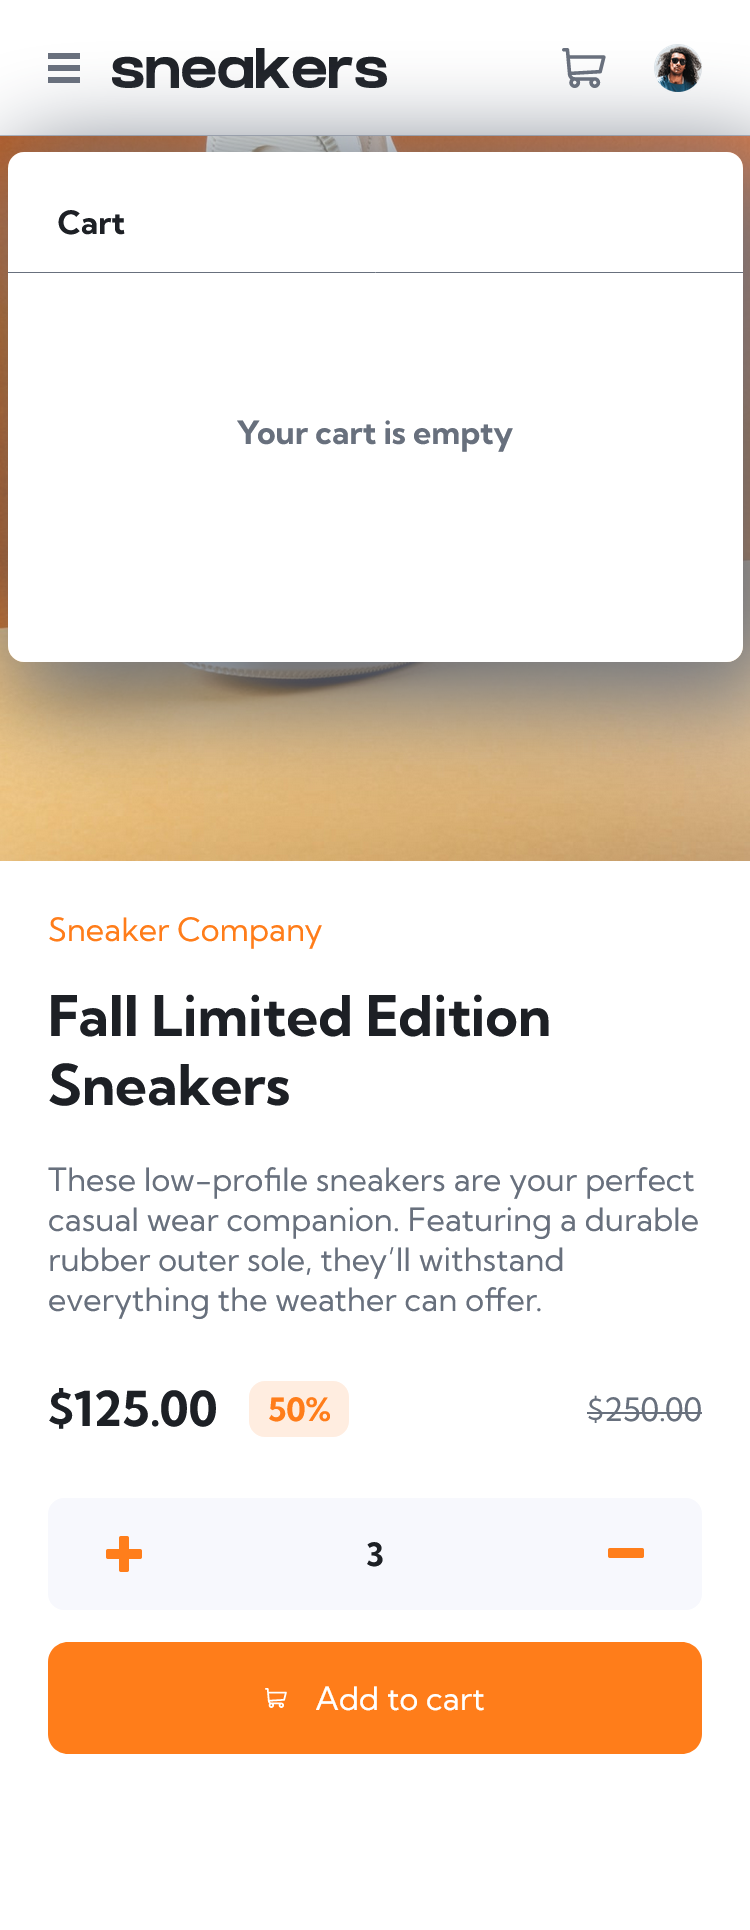 sneakers
Cart
Your cart is empty
Sneaker Company
Fall Limited Edition
Sneakers
These low-profile sneakers are your perfect
casual wear companion. Featuring a durable
rubber outer sole, they’ll withstand
everything the weather can offer.
$125.00 50% $250.00
3
Add to cart